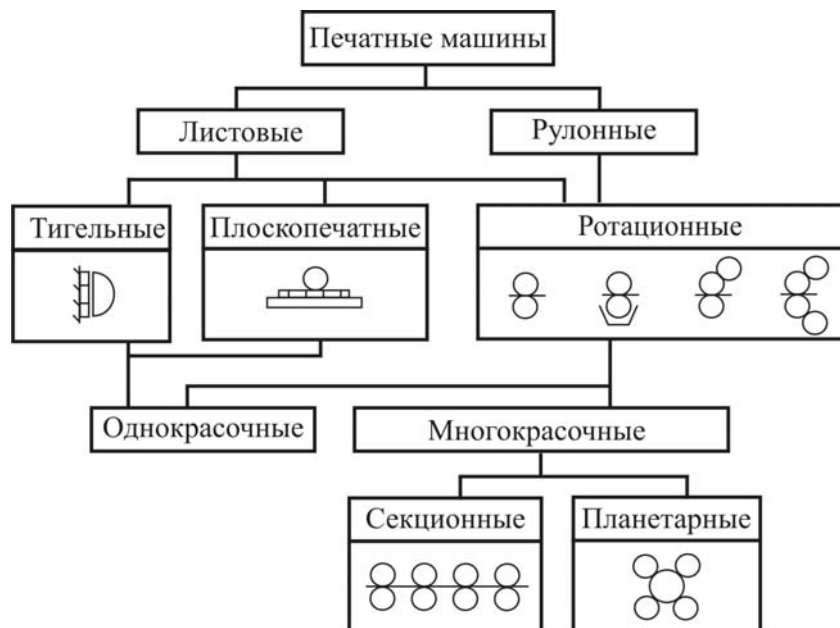 Печатные машины
Листовые
Рулонные
Тигельные
Плоскопечатные
Ротационные
Однокрасочные
Многокрасочные
Секционные
Планетарные